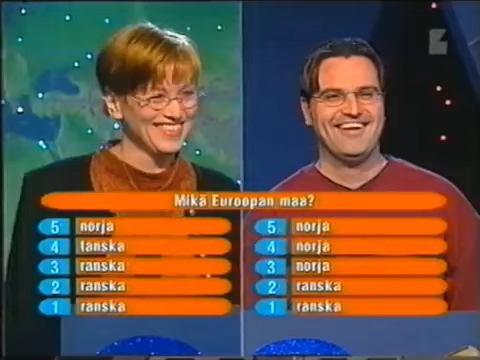 Mikä Euroopan maa?
5 norja 5 norja
4 tanska 4 norja
3 ranska 3 norja
2 ranska 2 ranska
1 ranska 1 ranska